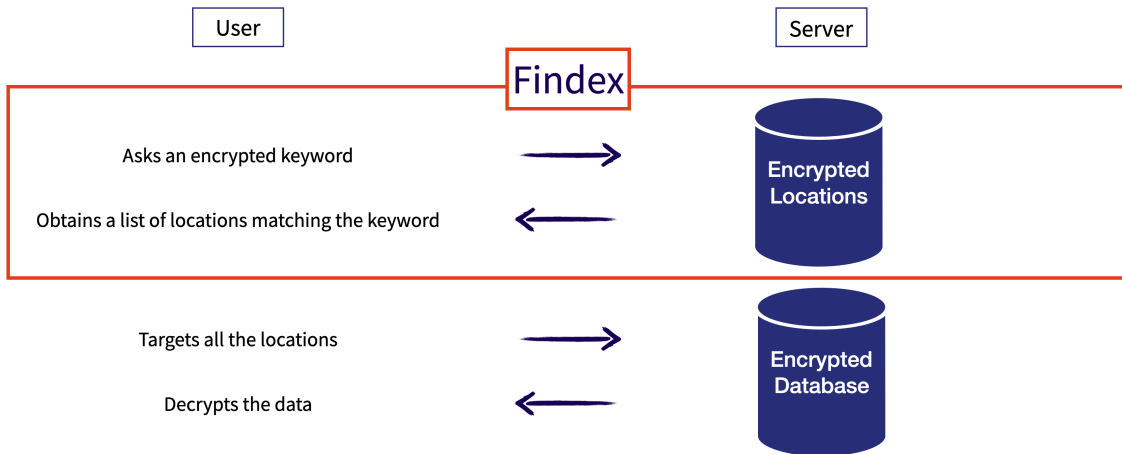 User
Server
Findex
Asks an encrypted keyword
Encrypted
Locations
Obtains a list of locations matching the keyword
Targets all the locations
Encrypted
Database
Decrypts the data